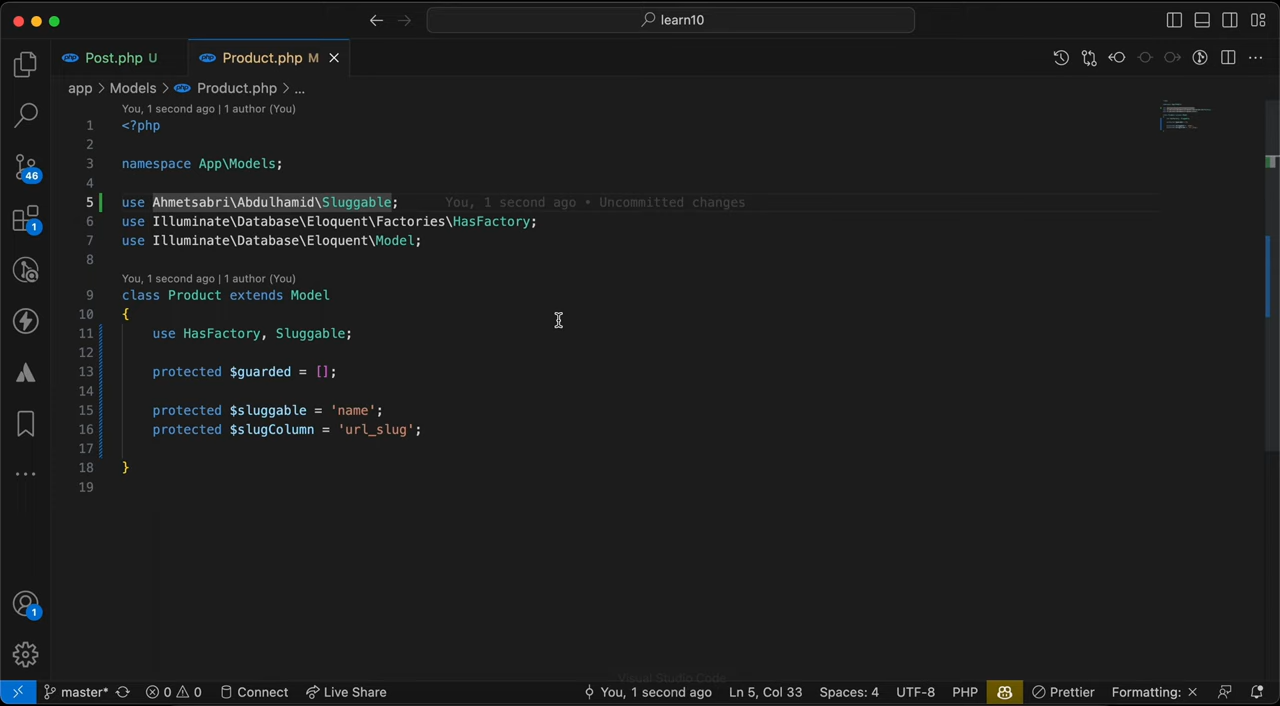 learn10
Post.php U
Product.php M
app > Models > Product.php > ...
You, 1 second ago | 1 author (You)
1 <?php
2
3 namespace App\Models;
4
5 use Ahmetsabri\Abdulhamid\Sluggable; You, 1 second ago • Uncommitted changes
6 use Illuminate\Database\Eloquent\Factories\HasFactory;
7 use Illuminate\Database\Eloquent\Model;
8
You, 1 second ago | 1 author (You)
9 class Product extends Model
10 {
11 use HasFactory, Sluggable;
12
13 protected $guarded = [];
14
15 protected $sluggable = 'name';
16 protected $slugColumn = 'url_slug';
17
18 }
19
46
1
1
Visual Studio Code
master* 0 0 Connect Live Share You, 1 second ago Ln 5, Col 33 Spaces: 4 UTF-8 PHP Prettier Formatting: ×